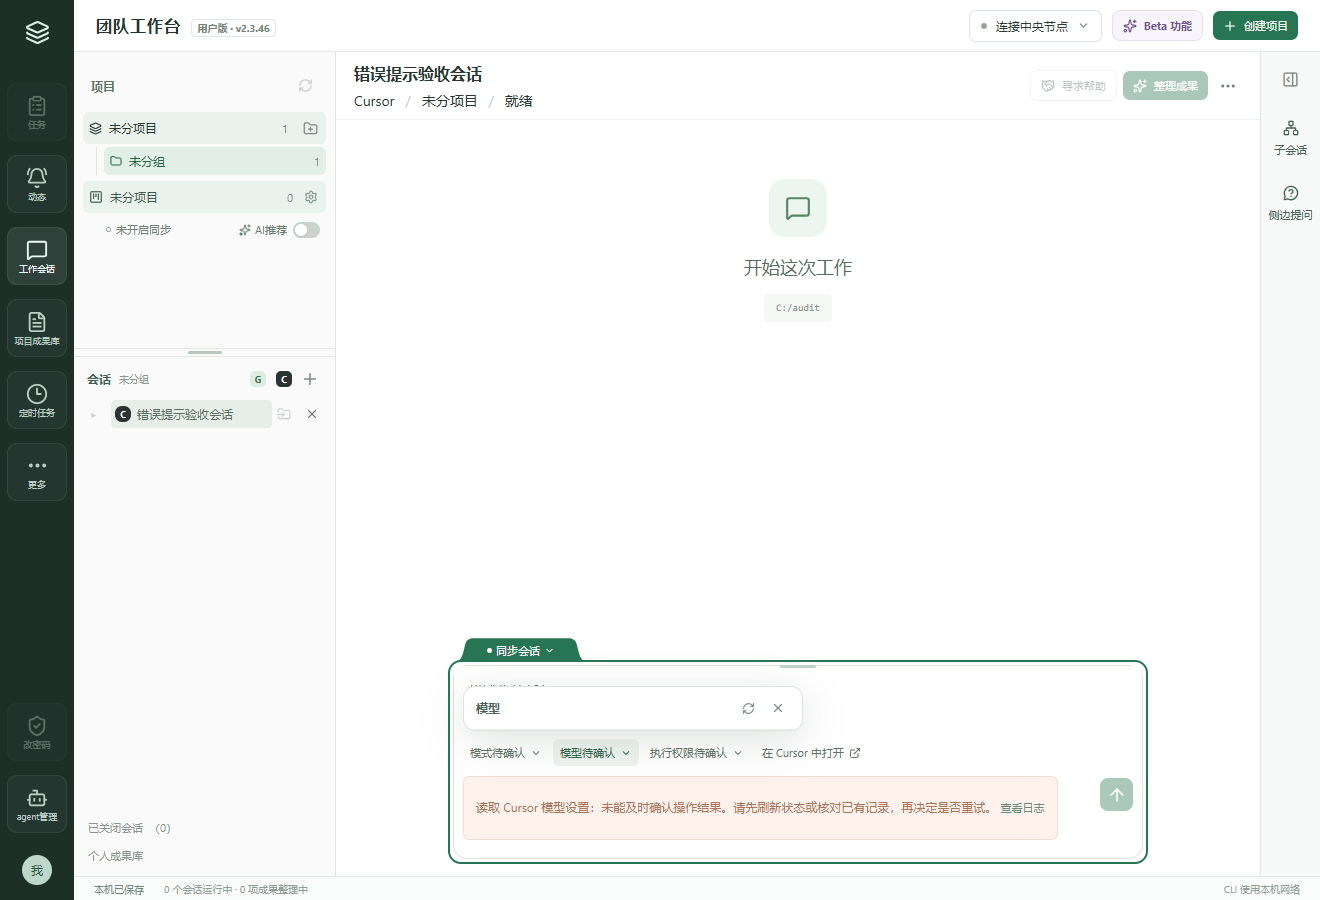 团队工作台 用户版 · v2.3.46
连接中央节点
Beta 功能
创建项目
任务
动态
工作会话
项目成果库
定时任务
更多
改密码
agent管理
我
项目
未分项目 1
未分组 1
未分项目 0
未开启同步 AI推荐
会话 未分组 G C
C 错误提示验收会话
已关闭会话 (0)
个人成果库
错误提示验收会话
Cursor / 未分项目 / 就绪
寻求帮助
整理成果
开始这次工作
C:/audit
同步会话
模型
模式待确认 模型待确认 执行权限待确认 在 Cursor 中打开
读取 Cursor 模型设置：未能及时确认操作结果。请先刷新状态或核对已有记录，再决定是否重试。 查看日志
子会话
侧边提问
本机已保存 0 个会话运行中 · 0 项成果整理中
CLI 使用本机网络